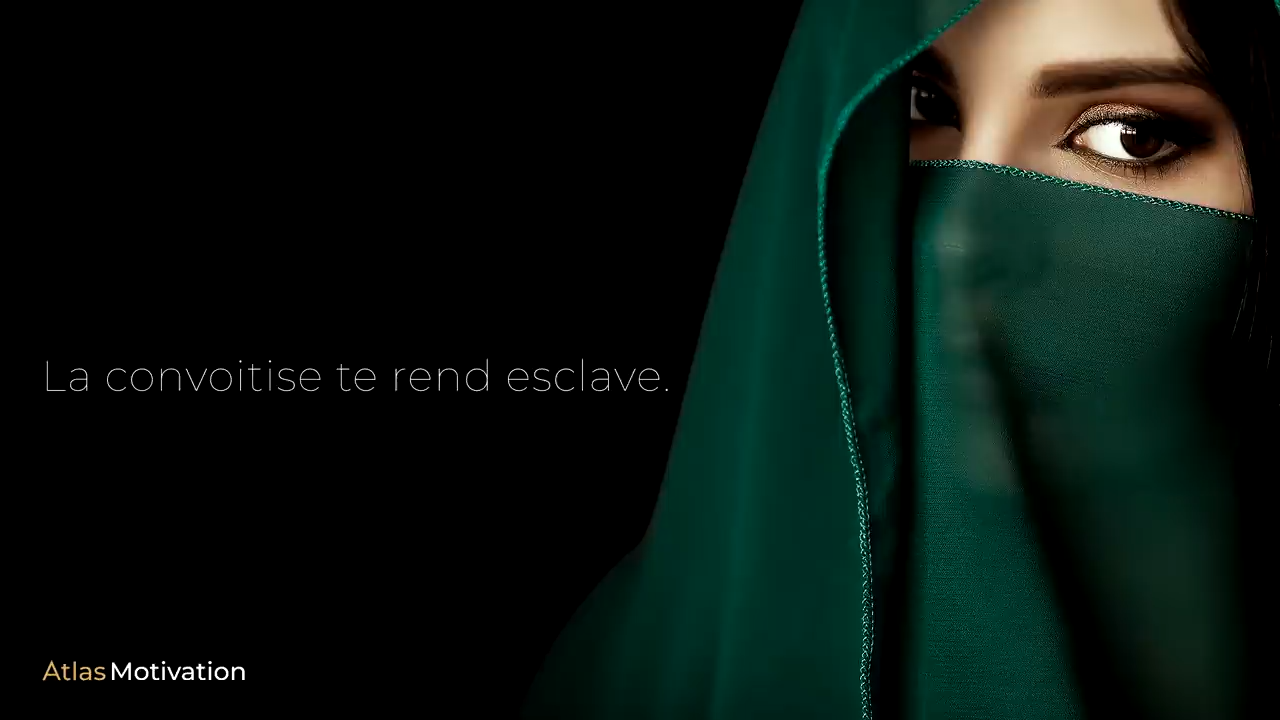 La convoitise te rend esclave.
Atlas Motivation